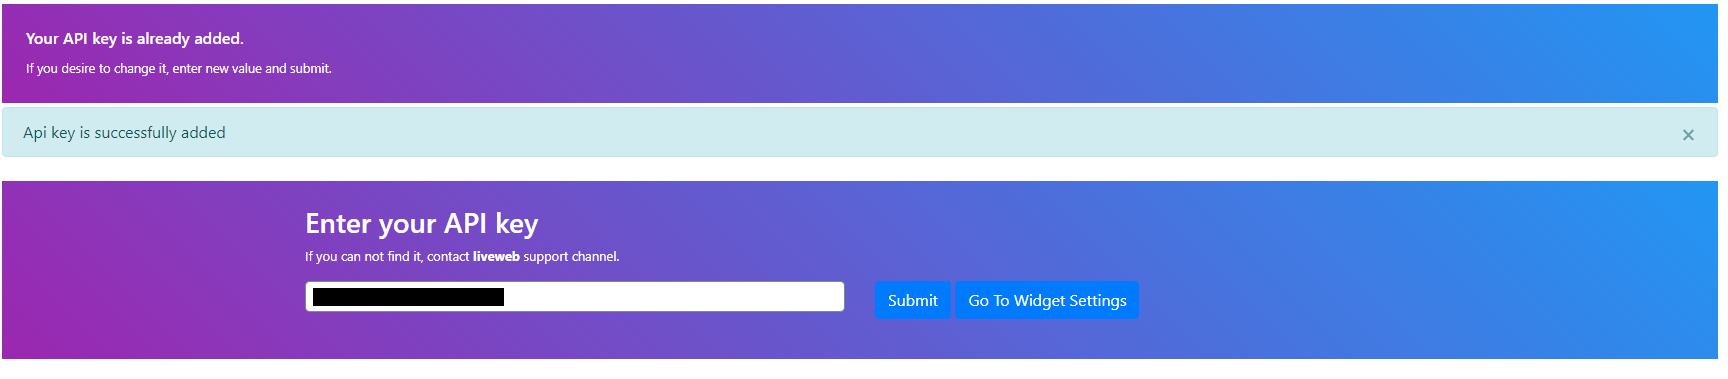 Your API key is already added.
If you desire to change it, enter new value and submit.
Api key is successfully added
×
Enter your API key
If you can not find it, contact liveweb support channel.
Submit
Go To Widget Settings